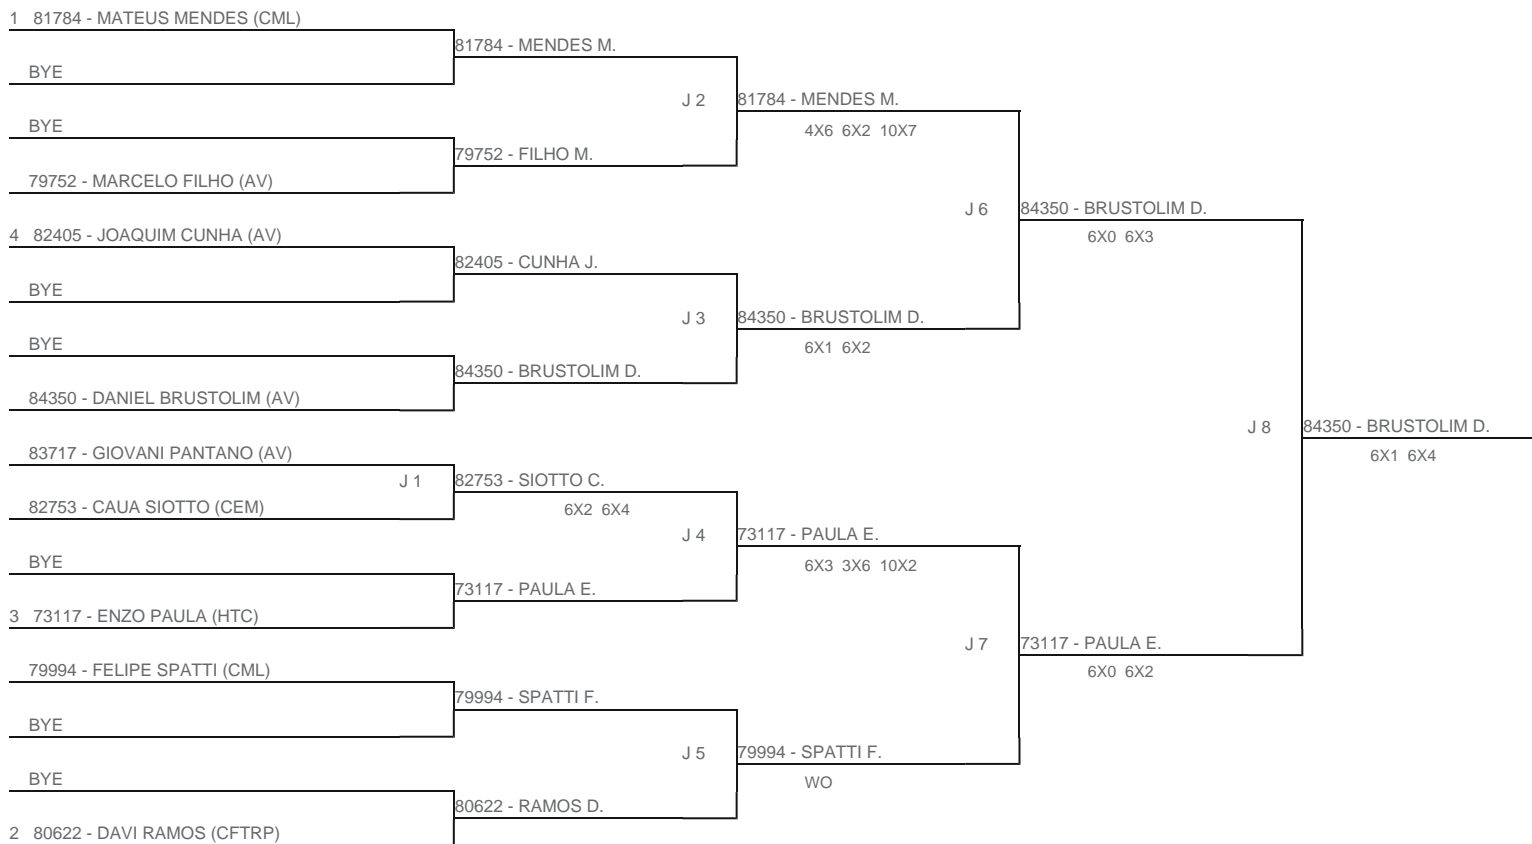 1 81784 - MATEUS MENDES (CML)
BYE
BYE
79752 - MARCELO FILHO (AV)
4 82405 - JOAQUIM CUNHA (AV)
BYE
BYE
84350 - DANIEL BRUSTOLIM (AV)
83717 - GIOVANI PANTANO (AV)
82753 - CAUA SIOTTO (CEM)
BYE
3 73117 - ENZO PAULA (HTC)
79994 - FELIPE SPATTI (CML)
BYE
BYE
2 80622 - DAVI RAMOS (CFTRP)
81784 - MENDES M.
79752 - FILHO M.
82405 - CUNHA J.
84350 - BRUSTOLIM D.
J 1
82753 - SIOTTO C.
6X2 6X4
73117 - PAULA E.
79994 - SPATTI F.
80622 - RAMOS D.
J 2
81784 - MENDES M.
4X6 6X2 10X7
J 3
84350 - BRUSTOLIM D.
6X1 6X2
J 4
73117 - PAULA E.
6X3 3X6 10X2
J 5
79994 - SPATTI F.
WO
J 6
84350 - BRUSTOLIM D.
6X0 6X3
J 7
73117 - PAULA E.
6X0 6X2
J 8
84350 - BRUSTOLIM D.
6X1 6X4